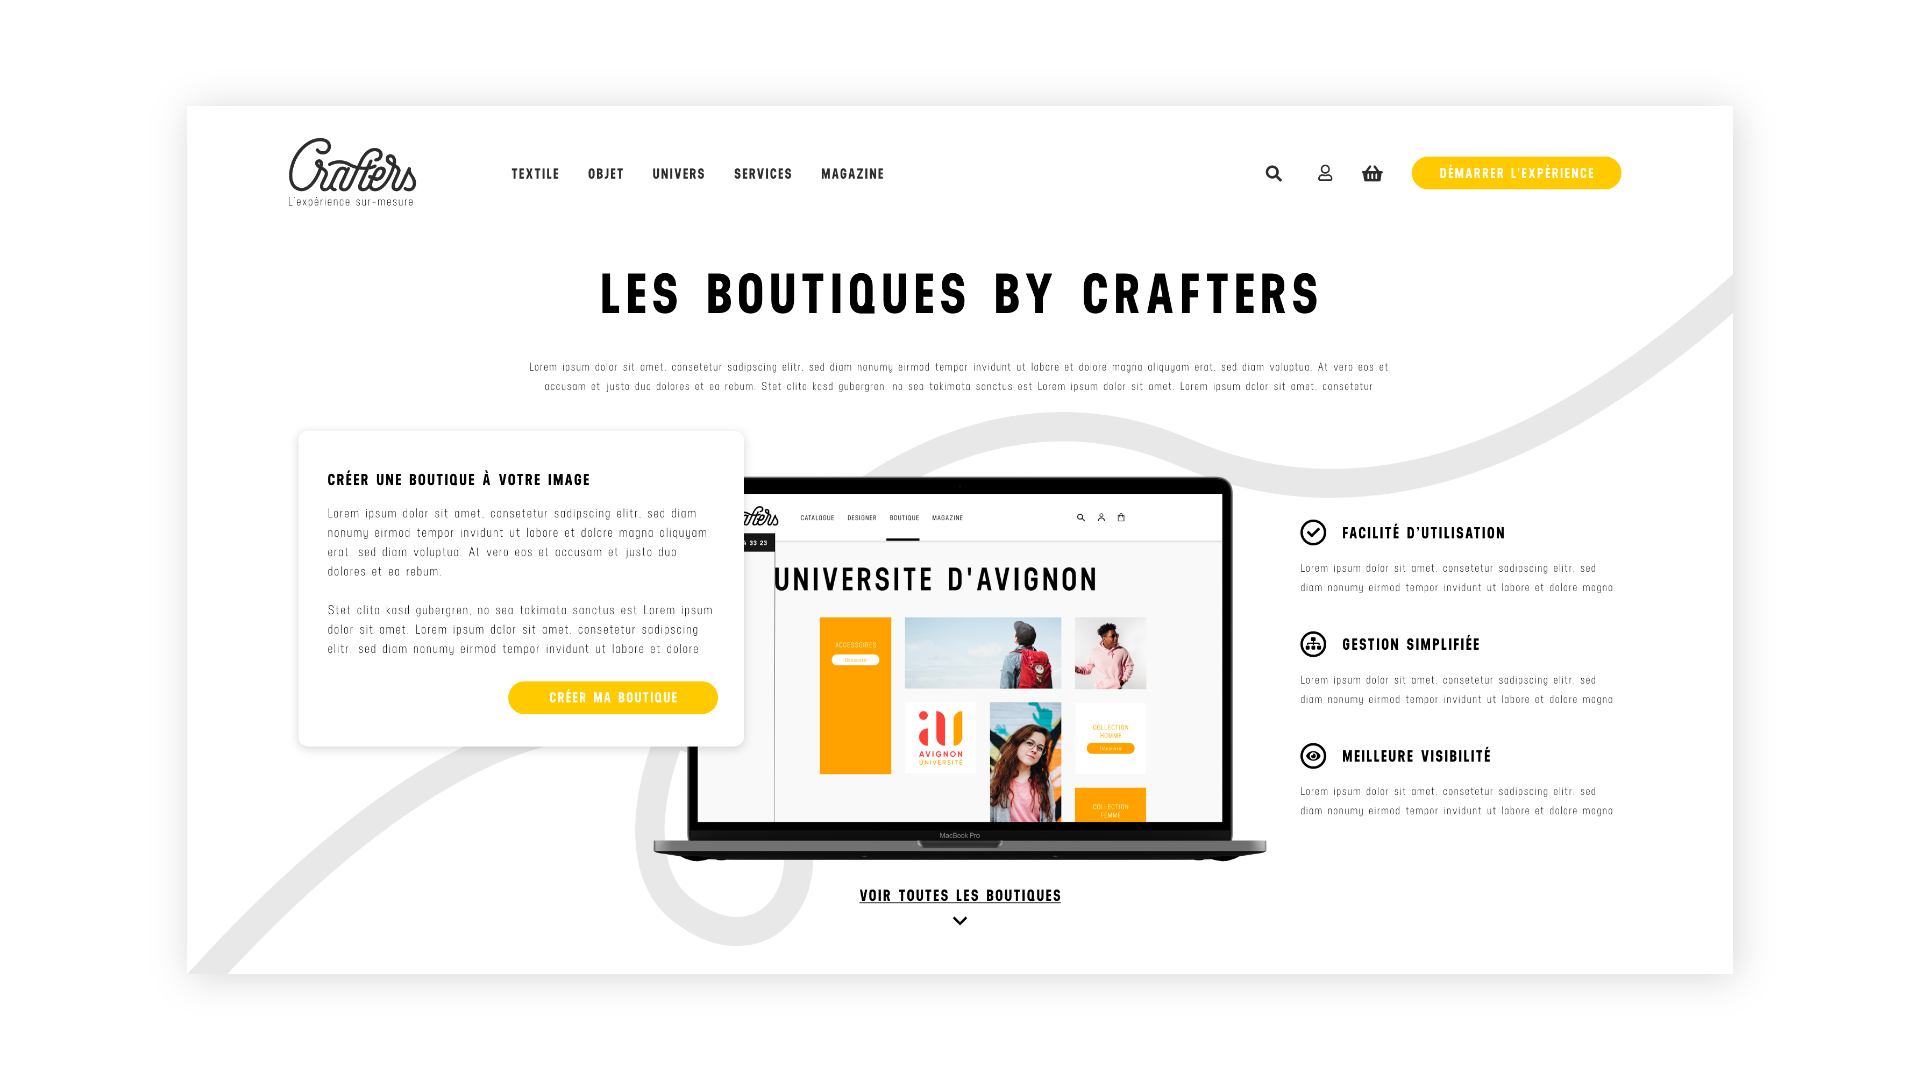 Crafters
L'expérience sur-mesure
TEXTILE OBJET UNIVERS SERVICES MAGAZINE
DÉMARRER L'EXPÉRIENCE
LES BOUTIQUES BY CRAFTERS
Lorem ipsum dolor sit amet, consetetur sadipscing elitr, sed diam nonumy eirmod tempor invidunt ut labore et dolore magna aliquyam erat, sed diam voluptua. At vero eos et
accusam et justo duo dolores et ea rebum. Stet clita kasd gubergren, no sea takimata sanctus est Lorem ipsum dolor sit amet. Lorem ipsum dolor sit amet, consetetur
CRÉER UNE BOUTIQUE À VOTRE IMAGE
Lorem ipsum dolor sit amet, consetetur sadipscing elitr, sed diam
nonumy eirmod tempor invidunt ut labore et dolore magna aliquyam
erat, sed diam voluptua. At vero eos et accusam et justo duo
dolores et ea rebum.
Stet clita kasd gubergren, no sea takimata sanctus est Lorem ipsum
dolor sit amet. Lorem ipsum dolor sit amet, consetetur sadipscing
elitr, sed diam nonumy eirmod tempor invidunt ut labore et dolore
CRÉER MA BOUTIQUE
CATALOGUE DESIGNER BOUTIQUE MAGAZINE
33 23
UNIVERSITE D'AVIGNON
ACCESSOIRES
Découvrir
AVIGNON
UNIVERSITÉ
COLLECTION
HOMME
Découvrir
COLLECTION
FEMME
MacBook Pro
FACILITÉ D'UTILISATION
Lorem ipsum dolor sit amet, consetetur sadipscing elitr, sed
diam nonumy eirmod tempor invidunt ut labore et dolore magna
GESTION SIMPLIFIÉE
Lorem ipsum dolor sit amet, consetetur sadipscing elitr, sed
diam nonumy eirmod tempor invidunt ut labore et dolore magna
MEILLEURE VISIBILITÉ
Lorem ipsum dolor sit amet, consetetur sadipscing elitr, sed
diam nonumy eirmod tempor invidunt ut labore et dolore magna
VOIR TOUTES LES BOUTIQUES